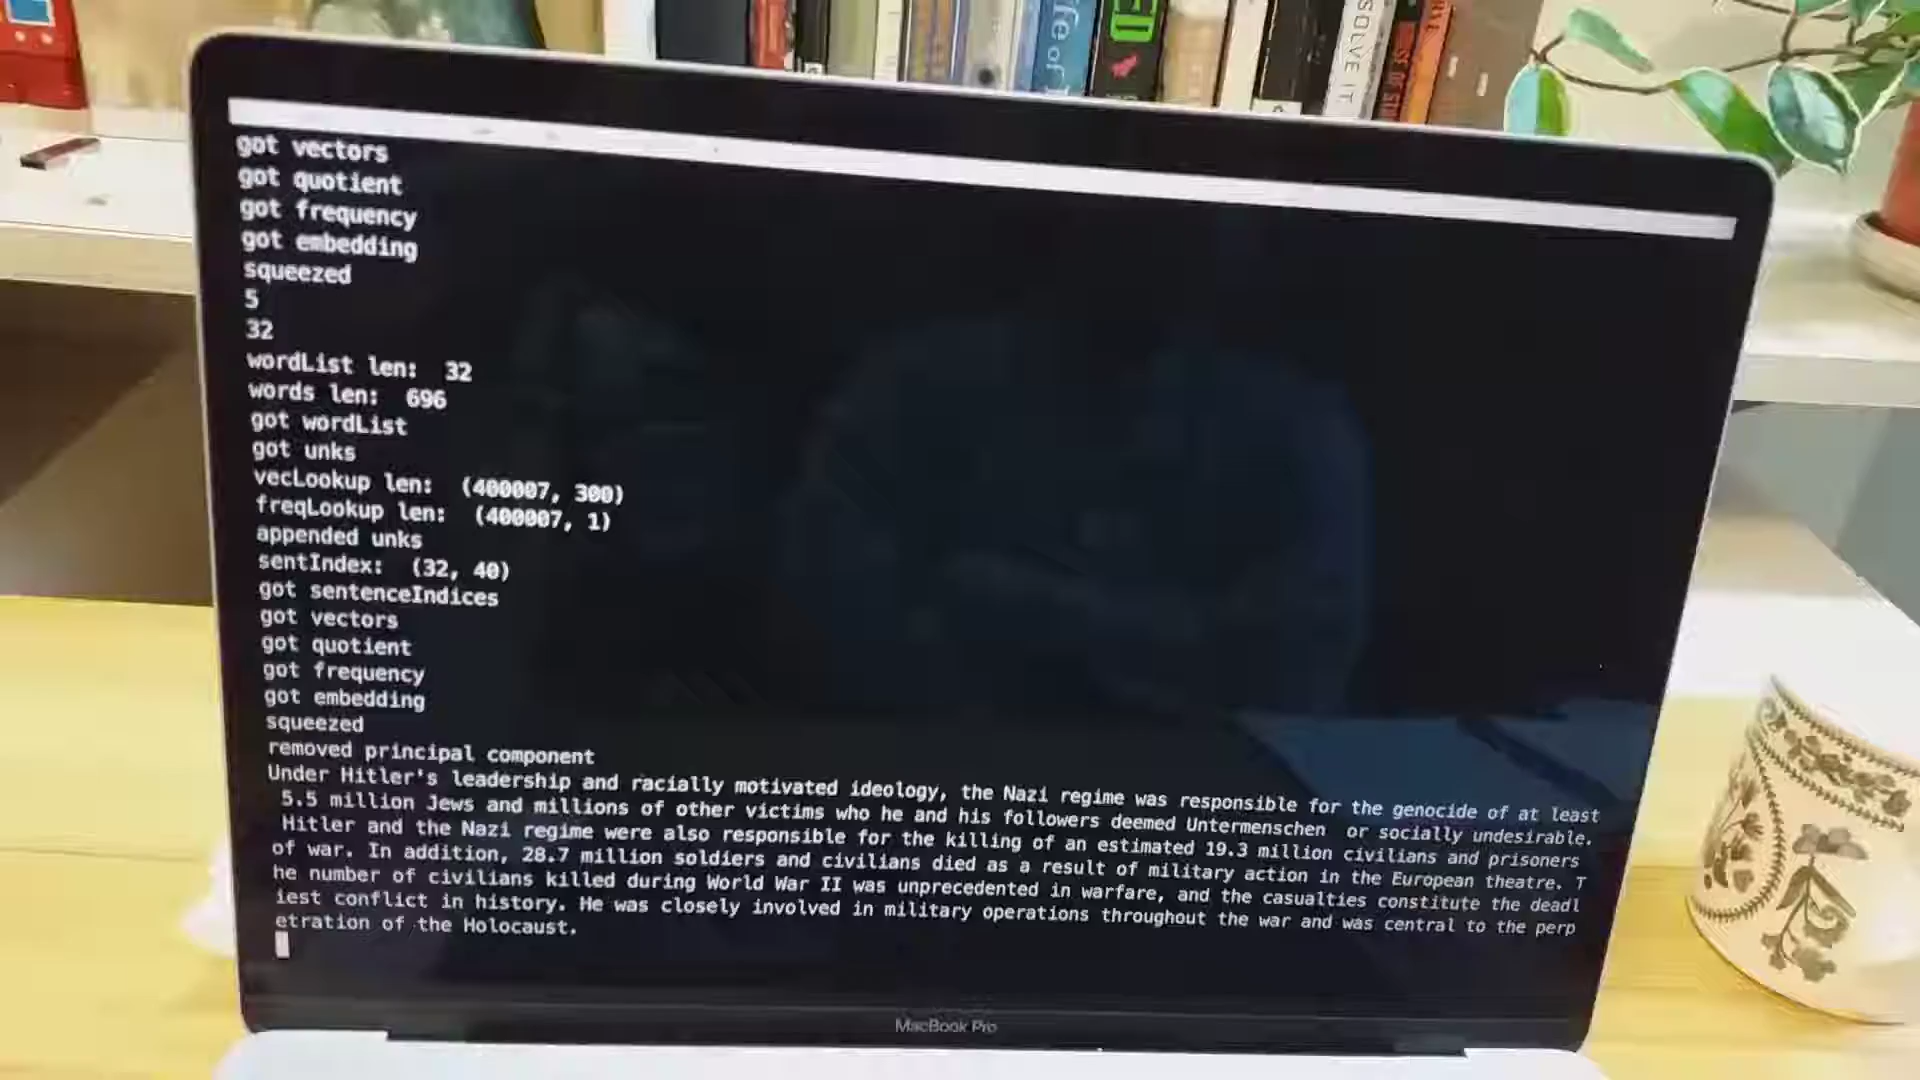 fe of
SOLVE IT
got vectors
got quotient
got frequency
got embedding
squeezed
5
32
wordList len:  32
words len:  696
got wordList
got unks
vecLookup len:  (400007, 300)
freqLookup len:  (400007, 1)
appended unks
sentIndex:  (32, 40)
got sentenceIndices
got vectors
got quotient
got frequency
got embedding
squeezed
removed principal component
Under Hitler's leadership and racially motivated ideology, the Nazi regime was responsible for the genocide of at least
5.5 million Jews and millions of other victims who he and his followers deemed Untermenschen  or socially undesirable.
Hitler and the Nazi regime were also responsible for the killing of an estimated 19.3 million civilians and prisoners
of war. In addition, 28.7 million soldiers and civilians died as a result of military action in the European theatre. T
he number of civilians killed during World War II was unprecedented in warfare, and the casualties constitute the deadl
iest conflict in history. He was closely involved in military operations throughout the war and was central to the perp
etration of the Holocaust.
MacBook Pro